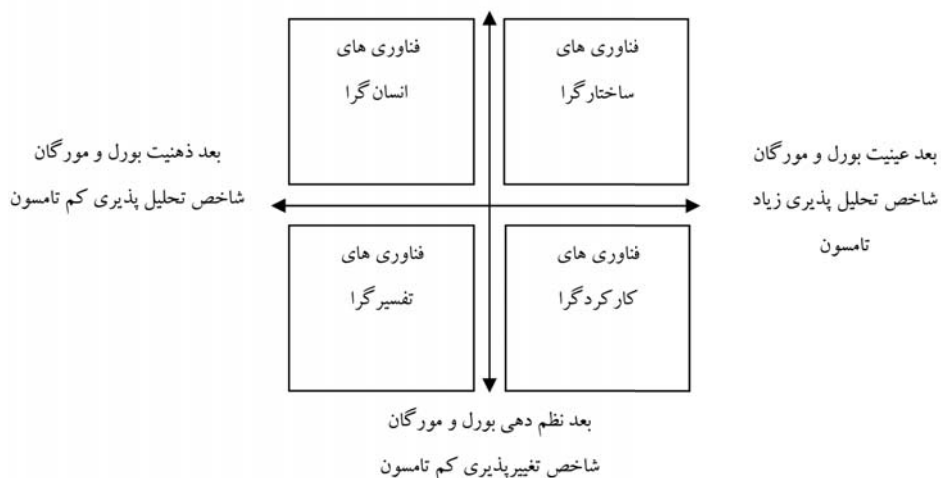 فناوری های
ساختارگرا
فناوری های
انسان گرا
بعد عینیت بورل و مورگان
شاخص تحلیل پذیری زیاد
تامسون
بعد ذهنیت بورل و مورگان
شاخص تحلیل پذیری کم تامسون
فناوری های
کارکردگرا
فناوری های
تفسیرگرا
بعد نظم دهی بورل و مورگان
شاخص تغییرپذیری کم تامسون